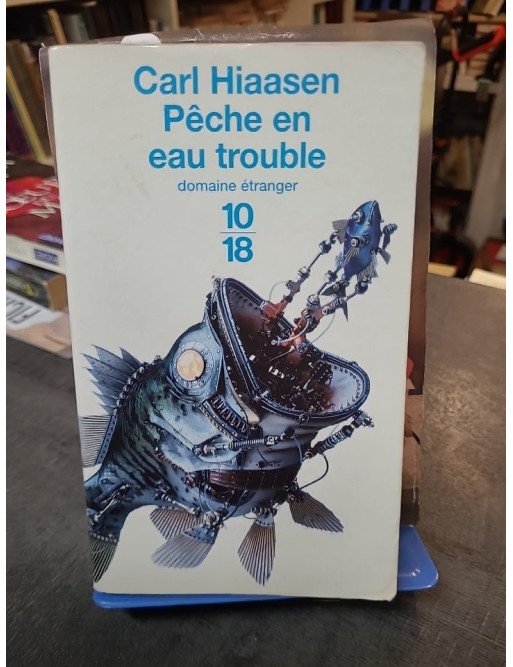 Carl Hiaasen
Pêche en
eau trouble
domaine étranger
10
18